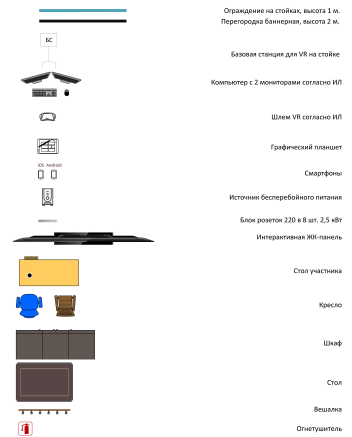 Ограждение на стойках, высота 1 м.
Перегородка баннерная, высота 2 м.
БС
Базовая станция для VR на стойке
Компьютер с 2 мониторами согласно ИЛ
Шлем VR согласно ИЛ
Графический планшет
iOS Android
Смартфоны
Источник бесперебойного питания
Блок розеток 220 в 8 шт. 2,5 кВт
Интерактивная ЖК-панель
Стол участника
Кресло
Шкаф
Стол
Вешалка
Огнетушитель